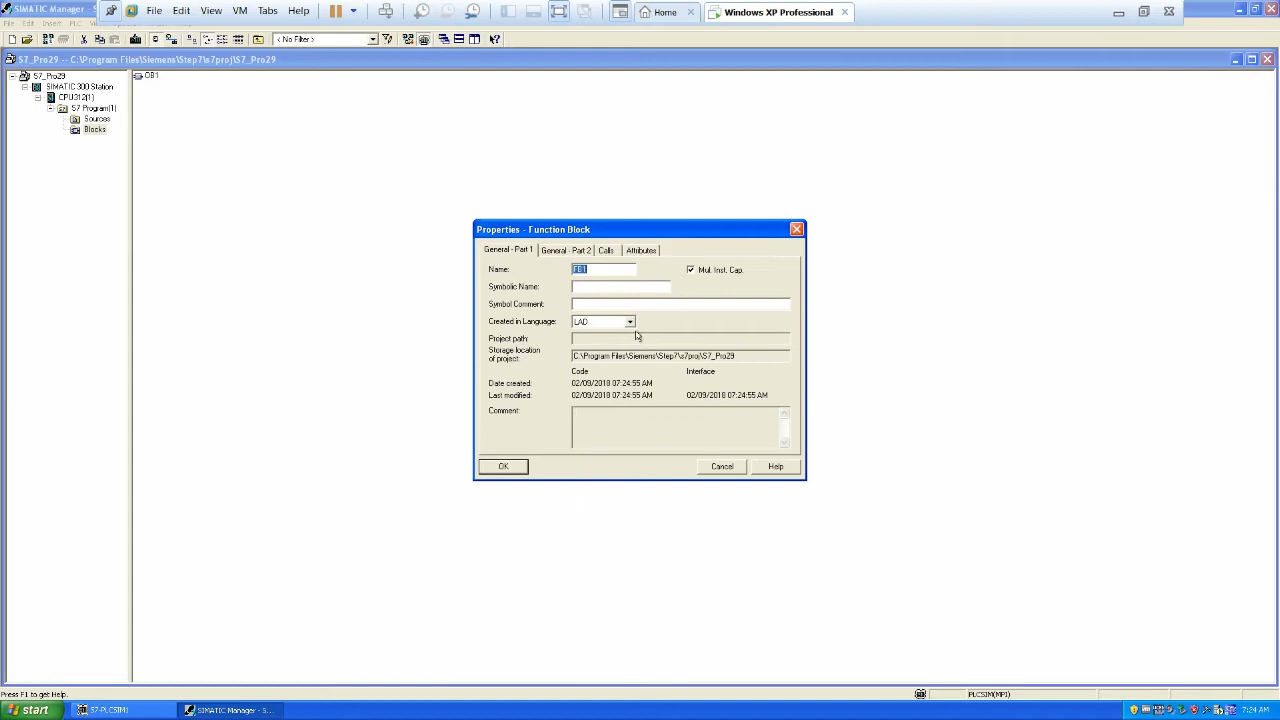 SIMATIC Manager - S
File Edit View VM Tabs Help
Home
Windows XP Professional
File Edit Insert PLC
< No Filter >
S7_Pro29 -- C:\Program Files\Siemens\Step7\s7proj\S7_Pro29
S7_Pro29
SIMATIC 300 Station
CPU312(1)
S7 Program(1)
Sources
Blocks
OB1
Properties - Function Block
General - Part 1 General - Part 2 Calls Attributes
Name: FB1 Mul. Inst. Cap.
Symbolic Name:
Symbol Comment:
Created in Language: LAD
Project path:
Storage location
of project: C:\Program Files\Siemens\Step7\s7proj\S7_Pro29
Code Interface
Date created: 02/09/2018 07:24:55 AM
Last modified: 02/09/2018 07:24:55 AM 02/09/2018 07:24:55 AM
Comment:
OK Cancel Help
Press F1 to get Help. PLCSIM(MPI)
start S7-PLCSIM1 SIMATIC Manager - S... 7:24 AM